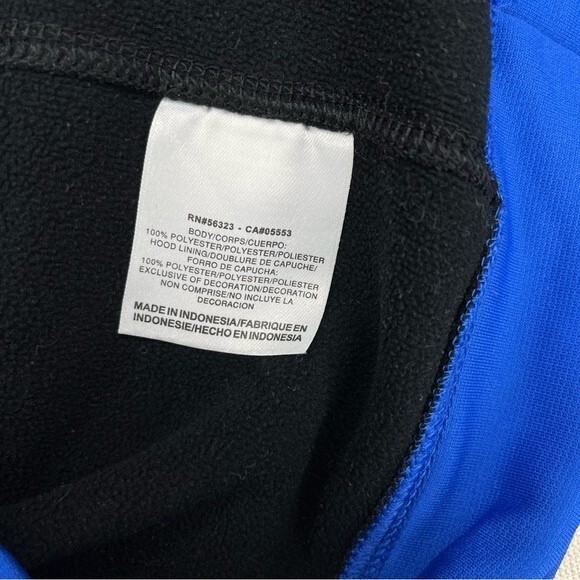 RN#56323 - CA#05553
BODY/CORPS/CUERPO:
100% POLYESTER/POLYESTER/POLIESTER
HOOD LINING/DOUBLURE DE CAPUCHE/
FORRO DE CAPUCHA:
100% POLYESTER/POLYESTER/POLIESTER
EXCLUSIVE OF DECORATION/DECORATION
NON COMPRISE/NO INCLUYE LA
DECORACION
MADE IN INDONESIA/FABRIQUE EN
INDONESIE/HECHO EN INDONESIA